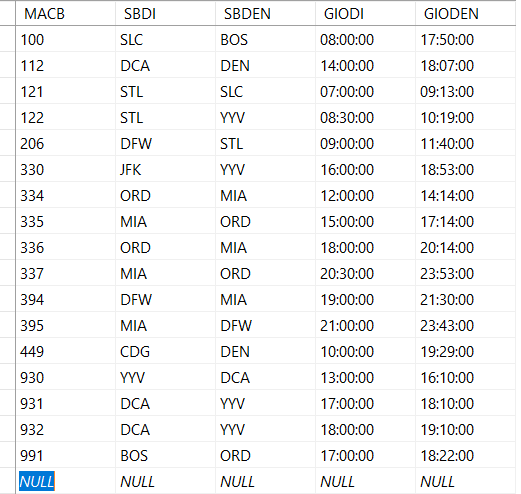 MACB SBDI SBDEN GIODI GIODEN
100 SLC BOS 08:00:00 17:50:00
112 DCA DEN 14:00:00 18:07:00
121 STL SLC 07:00:00 09:13:00
122 STL YYV 08:30:00 10:19:00
206 DFW STL 09:00:00 11:40:00
330 JFK YYV 16:00:00 18:53:00
334 ORD MIA 12:00:00 14:14:00
335 MIA ORD 15:00:00 17:14:00
336 ORD MIA 18:00:00 20:14:00
337 MIA ORD 20:30:00 23:53:00
394 DFW MIA 19:00:00 21:30:00
395 MIA DFW 21:00:00 23:43:00
449 CDG DEN 10:00:00 19:29:00
930 YYV DCA 13:00:00 16:10:00
931 DCA YYV 17:00:00 18:10:00
932 DCA YYV 18:00:00 19:10:00
991 BOS ORD 17:00:00 18:22:00
NULL NULL NULL NULL NULL